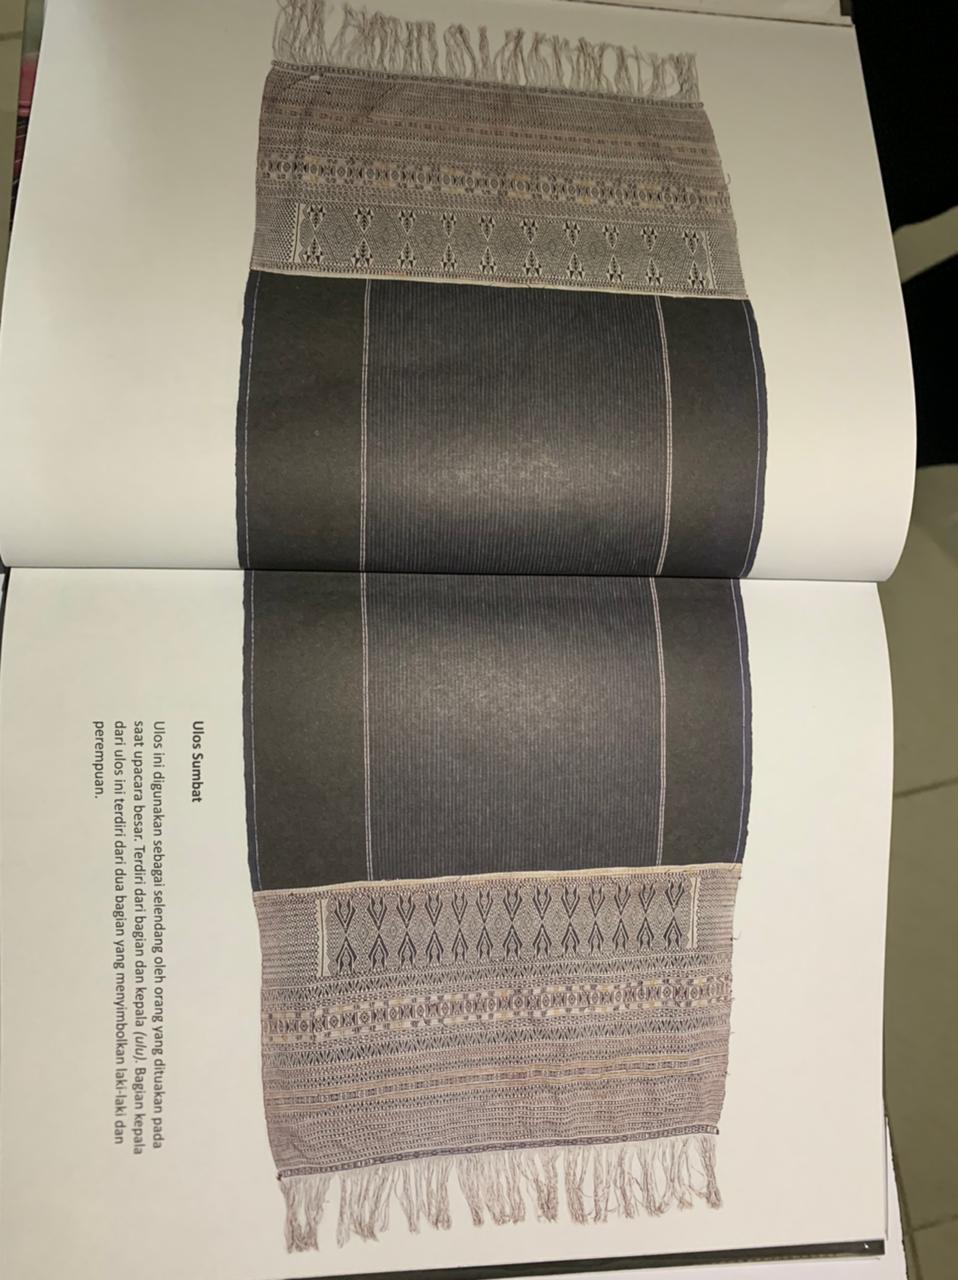 Ulos Sumbat
Ulos ini digunakan sebagai selendang oleh orang yang dituakan pada
saat upacara besar. Terdiri dari bagian dan kepala (ulu). Bagian kepala
dari ulos ini terdiri dari dua bagian yang menyimbolkan laki-laki dan
perempuan.